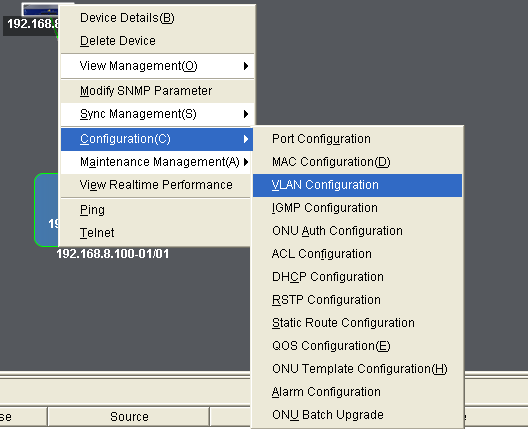 192.168.8
Device Details(B)
Delete Device
View Management(O)
Modify SNMP Parameter
Sync Management(S)
Configuration(C)
Maintenance Management(A)
View Realtime Performance
Ping
Telnet
19
192.168.8.100-01/01
Port Configuration
MAC Configuration(D)
VLAN Configuration
IGMP Configuration
ONU Auth Configuration
ACL Configuration
DHCP Configuration
RSTP Configuration
Static Route Configuration
QOS Configuration(E)
ONU Template Configuration(H)
Alarm Configuration
ONU Batch Upgrade
se
Source